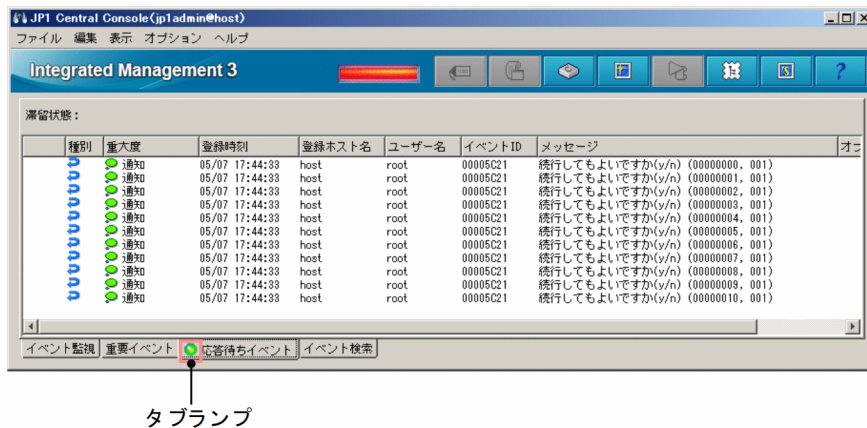 JP1 Central Console(jp1admin@host)
ファイル 編集 表示 オプション ヘルプ
Integrated Management 3
滞留状態：
種別 重大度 登録時刻 登録ホスト名 ユーザー名 イベントID メッセージ オプ
通知 05/07 17:44:33 host root 00005C21 続行してもよいですか(y/n) (00000000, 001)
通知 05/07 17:44:33 host root 00005C21 続行してもよいですか(y/n) (00000001, 001)
通知 05/07 17:44:33 host root 00005C21 続行してもよいですか(y/n) (00000002, 001)
通知 05/07 17:44:33 host root 00005C21 続行してもよいですか(y/n) (00000003, 001)
通知 05/07 17:44:33 host root 00005C21 続行してもよいですか(y/n) (00000004, 001)
通知 05/07 17:44:33 host root 00005C21 続行してもよいですか(y/n) (00000005, 001)
通知 05/07 17:44:33 host root 00005C21 続行してもよいですか(y/n) (00000006, 001)
通知 05/07 17:44:33 host root 00005C21 続行してもよいですか(y/n) (00000007, 001)
通知 05/07 17:44:33 host root 00005C21 続行してもよいですか(y/n) (00000008, 001)
通知 05/07 17:44:33 host root 00005C21 続行してもよいですか(y/n) (00000009, 001)
通知 05/07 17:44:33 host root 00005C21 続行してもよいですか(y/n) (00000010, 001)
イベント監視 重要イベント 応答待ちイベント イベント検索
タブランプ